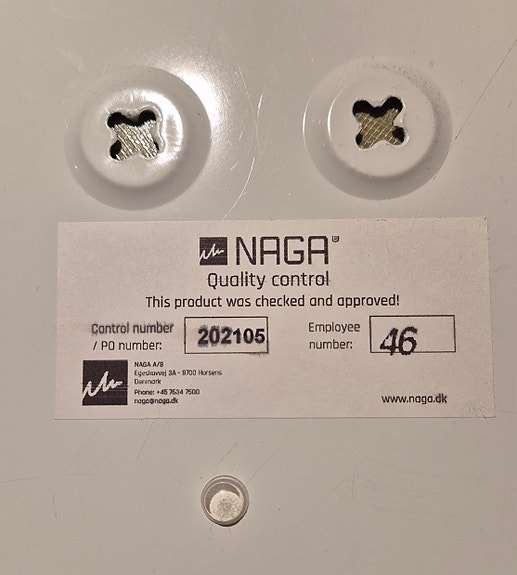 NAGA®
Quality control
This product was checked and approved!
Control number
/ PO number:
202105
Employee
number:
46
NAGA A/S
Egeskovvej 3A - 8700 Horsens
Denmark
Phone: +45 7634 7500
naga@naga.dk
www.naga.dk